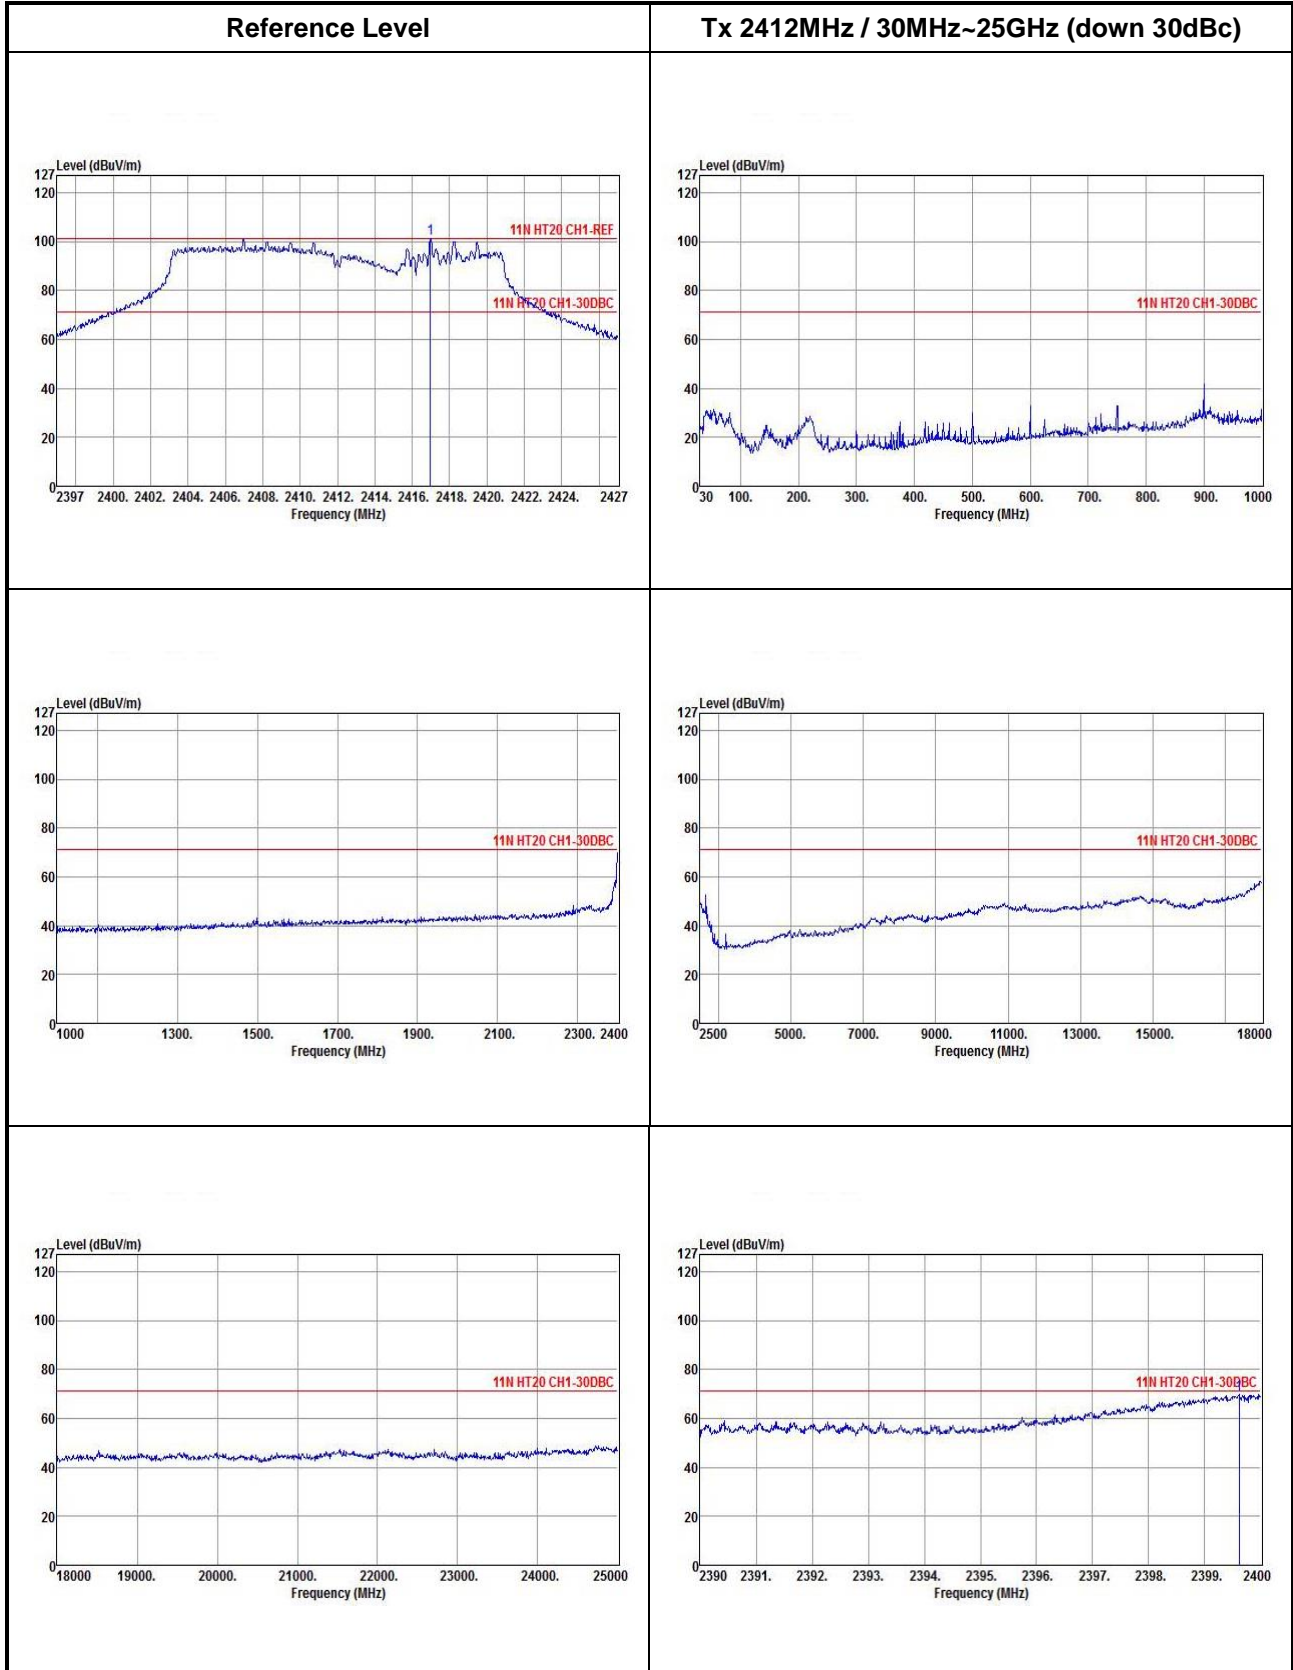 Reference Level
Tx 2412MHz / 30MHz~25GHz (down 30dBc)
Level (dBuV/m)
127
120
11N HT20 CH1-REF
1
100
80
11N HT20 CH1-30DBC
60
40
20
0
2397 2400. 2402. 2404. 2406. 2408. 2410. 2412. 2414. 2416. 2418. 2420. 2422. 2424. 2427
Frequency (MHz)
Level (dBuV/m)
127
120
100
80
11N HT20 CH1-30DBC
60
40
20
0
30 100. 200. 300. 400. 500. 600. 700. 800. 900. 1000
Frequency (MHz)
Level (dBuV/m)
127
120
100
80
11N HT20 CH1-30DBC
60
40
20
0
1000 1300. 1500. 1700. 1900. 2100. 2300. 2400
Frequency (MHz)
Level (dBuV/m)
127
120
100
80
11N HT20 CH1-30DBC
60
40
20
0
2500 5000. 7000. 9000. 11000. 13000. 15000. 18000
Frequency (MHz)
Level (dBuV/m)
127
120
100
80
11N HT20 CH1-30DBC
60
40
20
0
18000 19000. 20000. 21000. 22000. 23000. 24000. 25000
Frequency (MHz)
Level (dBuV/m)
127
120
100
80
11N HT20 CH1-30DBC
60
40
20
0
2390 2391. 2392. 2393. 2394. 2395. 2396. 2397. 2398. 2399. 2400
Frequency (MHz)